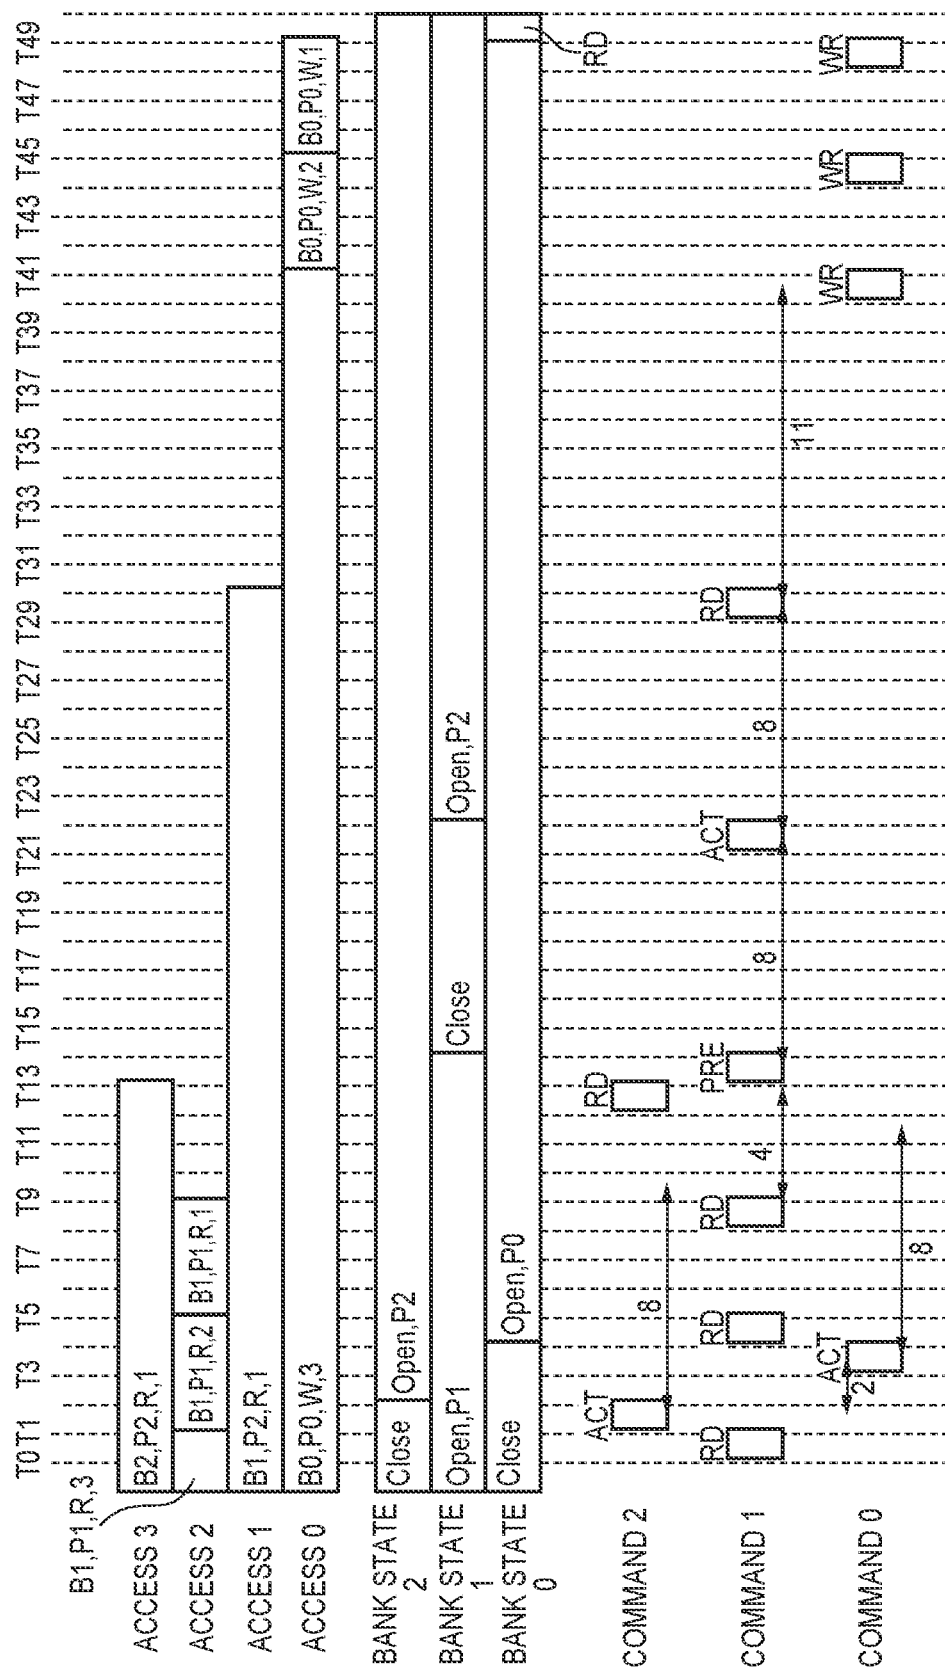 T0 T1 T3 T5 T7 T9 T11 T13 T15 T17 T19 T21 T23 T25 T27 T29 T31 T33 T35 T37 T39 T41 T43 T45 T47 T49
B1,P1,R,3
ACCESS 3 B2,P2,R,1
ACCESS 2 B1,P1,R,2 B1,P1,R,1
ACCESS 1 B1,P2,R,1
ACCESS 0 B0,P0,W,3 B0,P0,W,2 B0,P0,W,1
BANK STATE 2 Close Open,P2
BANK STATE 1 Open,P1 Close Open,P2
BANK STATE 0 Close Open,P0 RD
COMMAND 2 ACT RD
8
COMMAND 1 RD RD RD PRE ACT RD
4 8 8 11
COMMAND 0 ACT WR WR WR
2 8